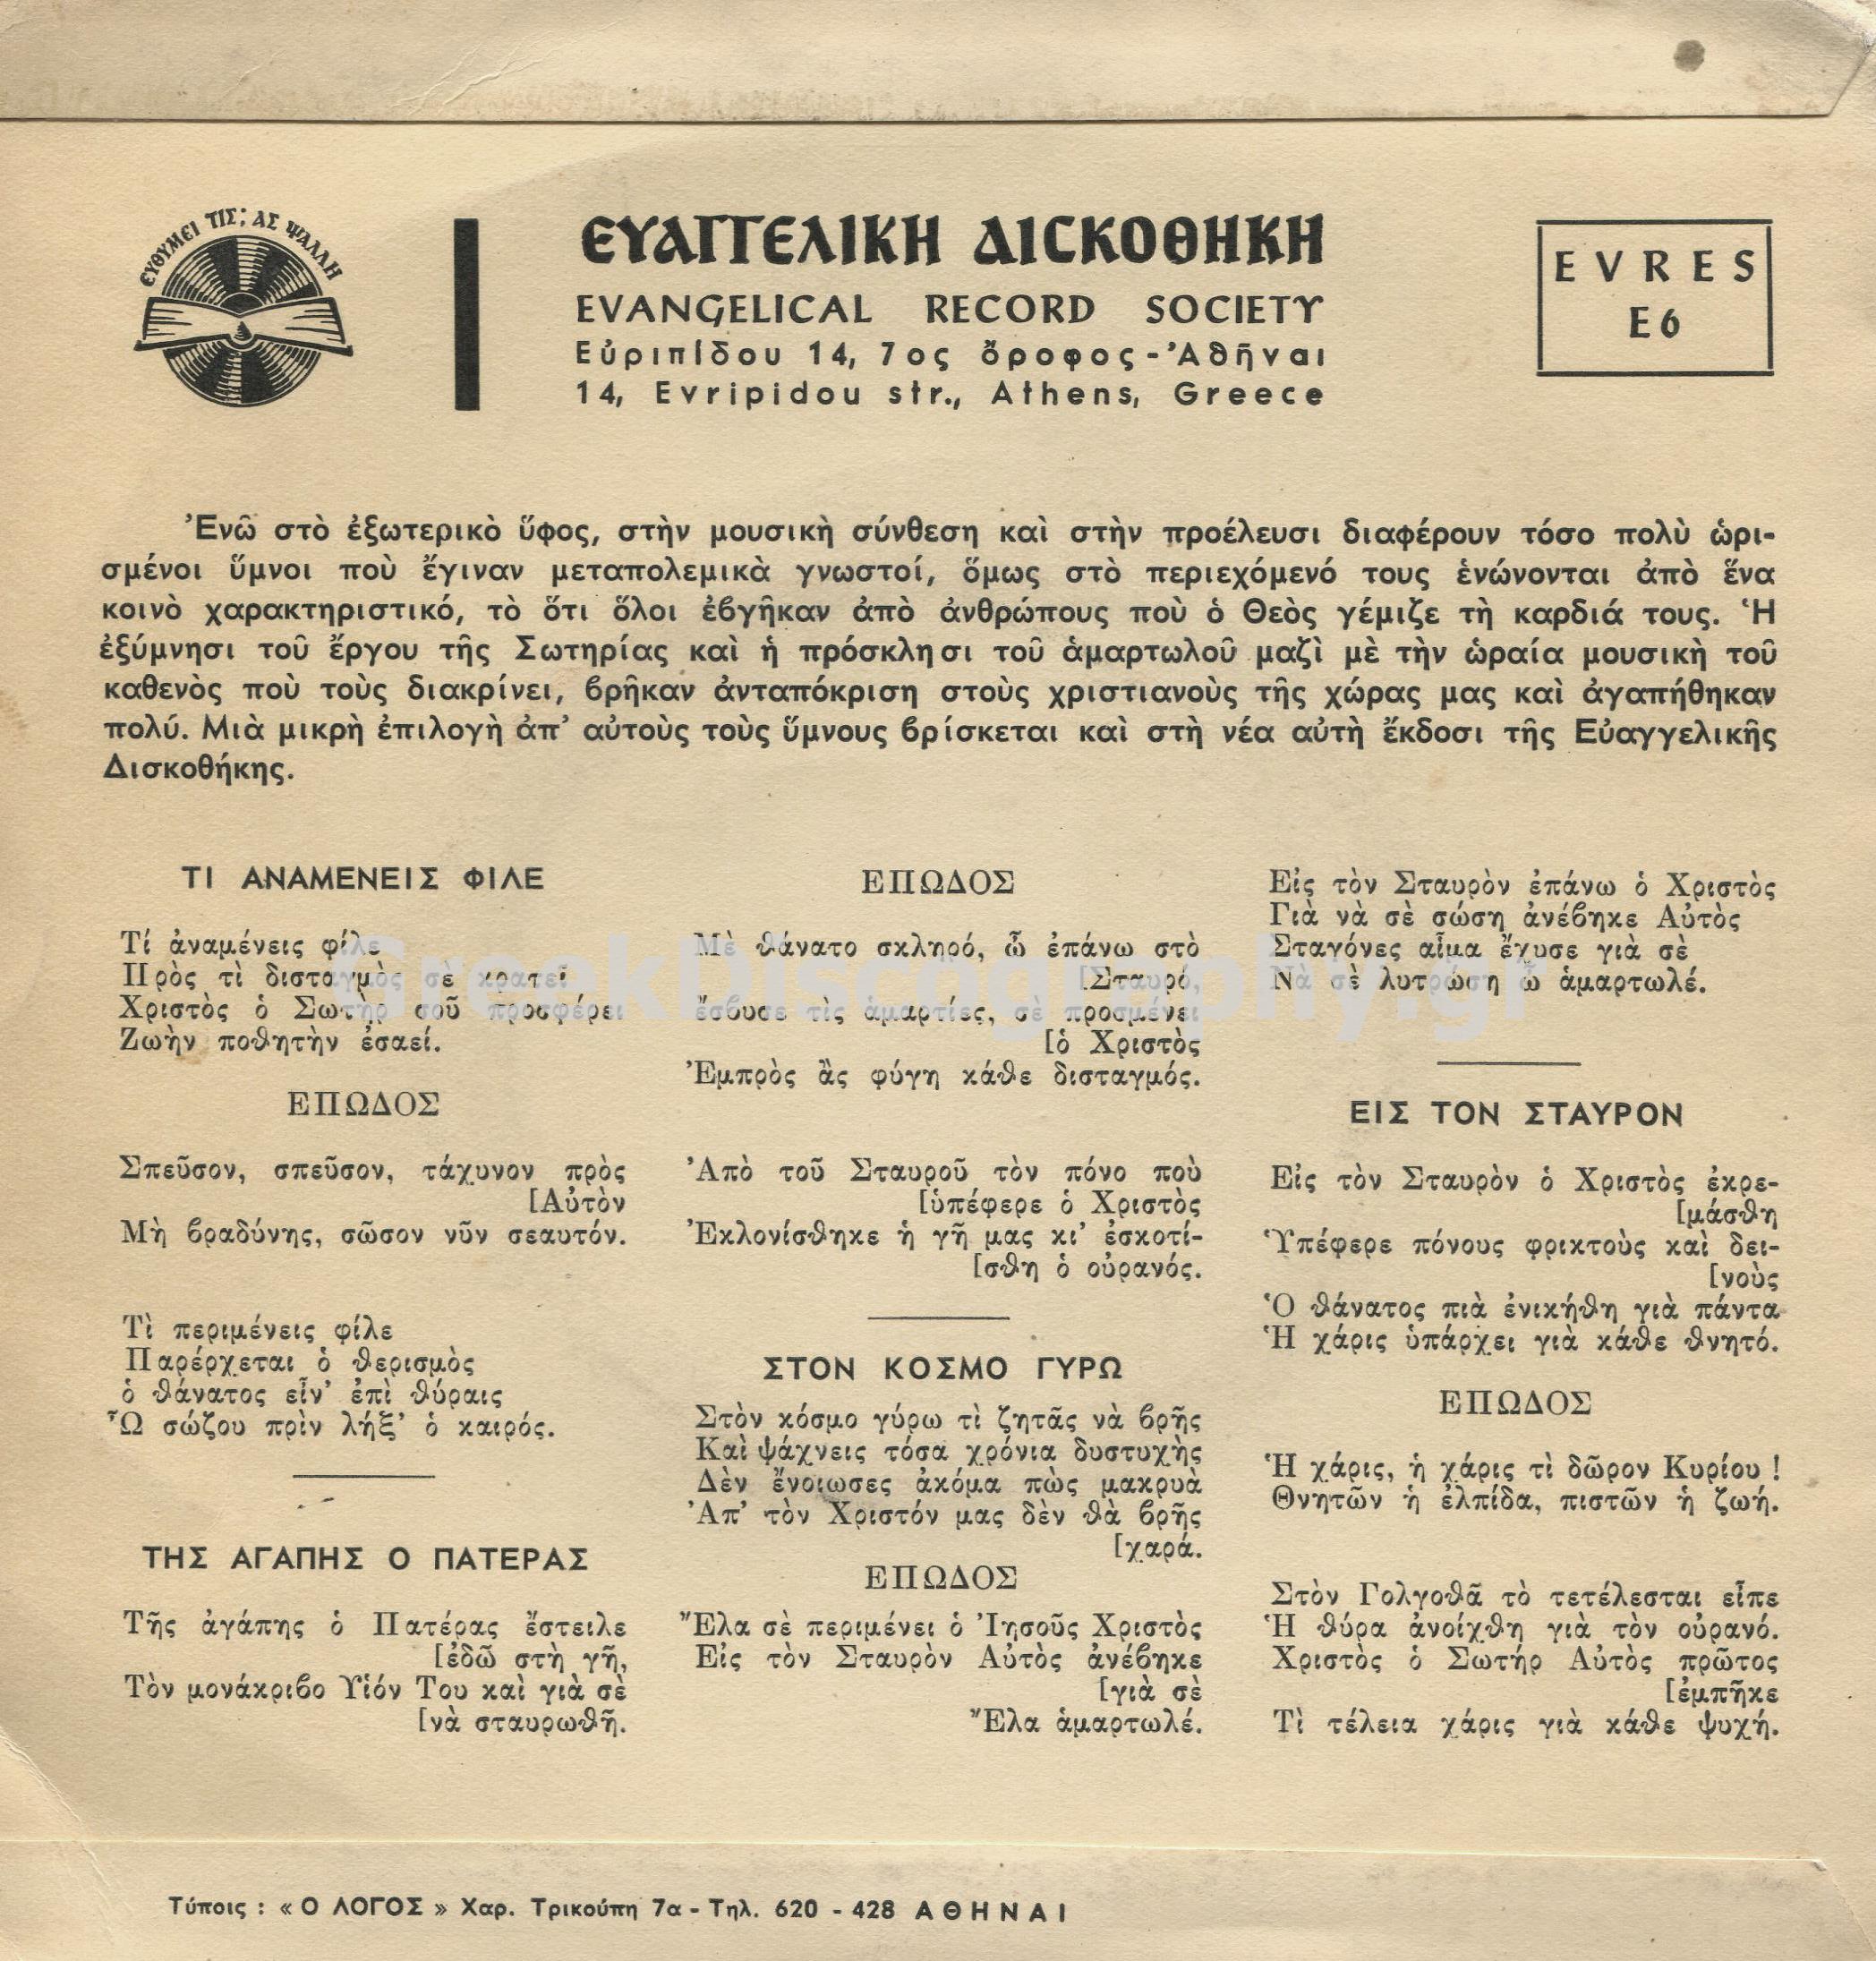 ΕΥΘΥΜΕΙ ΤΙΣ; ΑΣ ΨΑΛΛΗ
ΕΥΑΓΓΕΛΙΚΗ ΔΙΣΚΟΘΗΚΗ
EVANGELICAL RECORD SOCIETY
Εὐριπίδου 14, 7ος ὄροφος-Ἀθῆναι
14, Evripidou str., Athens, Greece
EVRES
E6
Ἐνῶ στὸ ἐξωτερικὸ ὕφος, στὴν μουσικὴ σύνθεση καὶ στὴν προέλευσι διαφέρουν τόσο πολὺ ὡρι-
σμένοι ὕμνοι ποὺ ἔγιναν μεταπολεμικὰ γνωστοί, ὅμως στὸ περιεχόμενό τους ἑνώνονται ἀπὸ ἕνα
κοινὸ χαρακτηριστικό, τὸ ὅτι ὅλοι ἐβγῆκαν ἀπὸ ἀνθρώπους ποὺ ὁ Θεὸς γέμιζε τὴ καρδιά τους. Ἡ
ἐξύμνησι τοῦ ἔργου τῆς Σωτηρίας καὶ ἡ πρόσκλησι τοῦ ἁμαρτωλοῦ μαζὶ μὲ τὴν ὡραία μουσικὴ τοῦ
καθενὸς ποὺ τοὺς διακρίνει, βρῆκαν ἀνταπόκριση στοὺς χριστιανοὺς τῆς χώρας μας καὶ ἀγαπήθηκαν
πολύ. Μιὰ μικρὴ ἐπιλογὴ ἀπ' αὐτοὺς τοὺς ὕμνους βρίσκεται καὶ στὴ νέα αὐτὴ ἔκδοσι τῆς Εὐαγγελικῆς
Δισκοθήκης.
ΤΙ ΑΝΑΜΕΝΕΙΣ ΦΙΛΕ
Τί ἀναμένεις φίλε
Πρὸς τὶ δισταγμὸς σὲ κρατεῖ
Χριστὸς ὁ Σωτὴρ σοῦ προσφέρει
Ζωὴν ποθητὴν ἐσαεί.
ΕΠΩΔΟΣ
Σπεῦσον, σπεῦσον, τάχυνον πρὸς
[Αὐτὸν
Μὴ βραδύνης, σῶσον νῦν σεαυτόν.
Τὶ περιμένεις φίλε
Παρέρχεται ὁ θερισμὸς
ὁ θάνατος εἶν' ἐπὶ θύραις
Ὦ σώζου πρὶν λήξ' ὁ καιρός.
ΤΗΣ ΑΓΑΠΗΣ Ο ΠΑΤΕΡΑΣ
Τῆς ἀγάπης ὁ Πατέρας ἔστειλε
[ἐδῶ στὴ γῆ,
Τὸν μονάκριβο Υἱόν Του καὶ γιὰ σὲ
[νὰ σταυρωθῆ.
ΕΠΩΔΟΣ
Μὲ θάνατο σκληρό, ὦ ἐπάνω στὸ
[Σταυρό,
ἔσβυσε τὶς ἁμαρτίες, σὲ προσμένει
[ὁ Χριστὸς
Ἐμπρὸς ἂς φύγη κάθε δισταγμός.
Ἀπὸ τοῦ Σταυροῦ τὸν πόνο ποὺ
[ὑπέφερε ὁ Χριστὸς
Ἐκλονίσθηκε ἡ γῆ μας κι' ἐσκοτί-
[σθη ὁ οὐρανός.
ΣΤΟΝ ΚΟΣΜΟ ΓΥΡΩ
Στὸν κόσμο γύρω τὶ ζητᾶς νὰ βρῆς
Καὶ ψάχνεις τόσα χρόνια δυστυχὴς
Δὲν ἔνοιωσες ἀκόμα πὼς μακρυὰ
Ἀπ' τὸν Χριστόν μας δὲν θὰ βρῆς
[χαρά.
ΕΠΩΔΟΣ
Ἔλα σὲ περιμένει ὁ Ἰησοῦς Χριστὸς
Εἰς τὸν Σταυρὸν Αὐτὸς ἀνέβηκε
[γιὰ σὲ
Ἔλα ἁμαρτωλέ.
Εἰς τὸν Σταυρὸν ἐπάνω ὁ Χριστὸς
Γιὰ νὰ σὲ σώση ἀνέβηκε Αὐτὸς
Σταγόνες αἷμα ἔχυσε γιὰ σὲ
Νὰ σὲ λυτρώση ὦ ἁμαρτωλέ.
ΕΙΣ ΤΟΝ ΣΤΑΥΡΟΝ
Εἰς τὸν Σταυρὸν ὁ Χριστὸς ἐκρε-
[μάσθη
Ὑπέφερε πόνους φρικτοὺς καὶ δει-
[νοὺς
Ὁ θάνατος πιὰ ἐνικήθη γιὰ πάντα
Ἡ χάρις ὑπάρχει γιὰ κάθε θνητό.
ΕΠΩΔΟΣ
Ἡ χάρις, ἡ χάρις τὶ δῶρον Κυρίου !
Θνητῶν ἡ ἐλπίδα, πιστῶν ἡ ζωή.
Στὸν Γολγοθᾶ τὸ τετέλεσται εἶπε
Ἡ θύρα ἀνοίχθη γιὰ τὸν οὐρανό.
Χριστὸς ὁ Σωτήρ Αὐτὸς πρῶτος
[ἐμπῆκε
Τὶ τέλεια χάρις γιὰ κάθε ψυχή.
GreekDiscography.gr
Τύποις : «Ο ΛΟΓΟΣ» Χαρ. Τρικούπη 7α - Τηλ. 620 - 428 ΑΘΗΝΑΙ